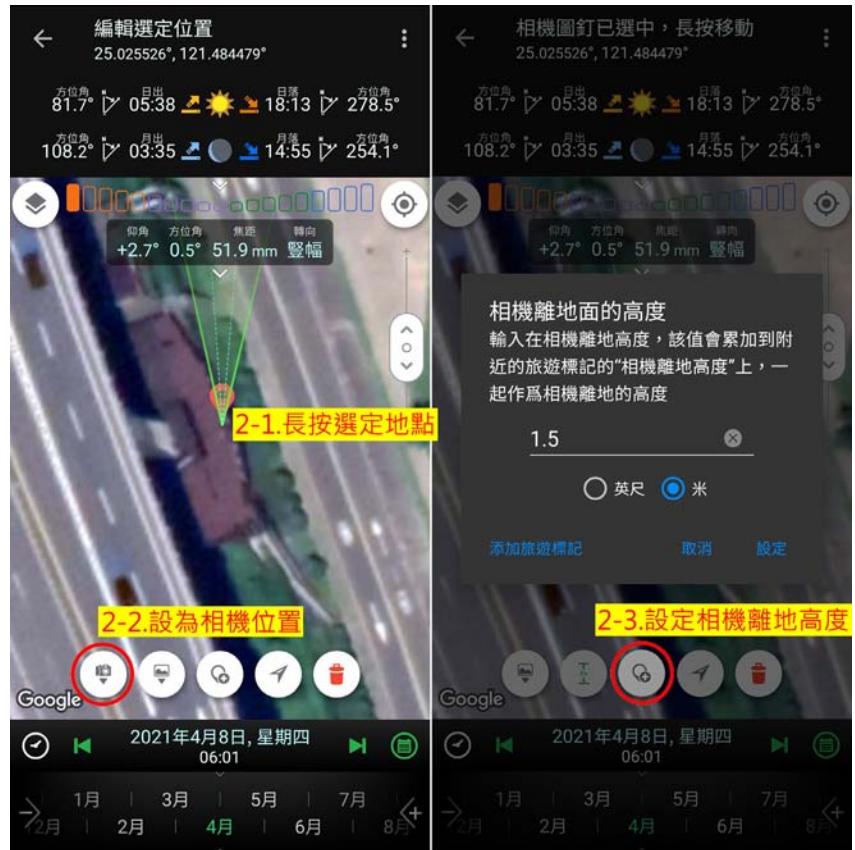 編輯選定位置
25.025526°, 121.484479°
方位角 日出 日落 方位角
81.7° 05:38 18:13 278.5°
方位角 月出 月落 方位角
108.2° 03:35 14:55 254.1°
仰角 方位角 焦距 轉向
+2.7° 0.5° 51.9 mm 豎幅
2-1.長按選定地點
2-2.設為相機位置
Google
2021年4月8日, 星期四
06:01
1月 3月 5月 7月
2月 2月 4月 6月 8月
相機圖釘已選中，長按移動
25.025526°, 121.484479°
方位角 日出 日落 方位角
81.7° 05:38 18:13 278.5°
方位角 月出 月落 方位角
108.2° 03:35 14:55 254.1°
仰角 方位角 焦距 轉向
+2.7° 0.5° 51.9 mm 豎幅
相機離地面的高度
輸入在相機離地高度，該值會累加到附
近的旅遊標記的“相機離地高度”上，一
起作爲相機離地的高度
1.5
英尺 米
添加旅遊標記 取消 設定
2-3.設定相機離地高度
Google
2021年4月8日, 星期四
06:01
1月 3月 5月 7月
2月 4月 6月 8月